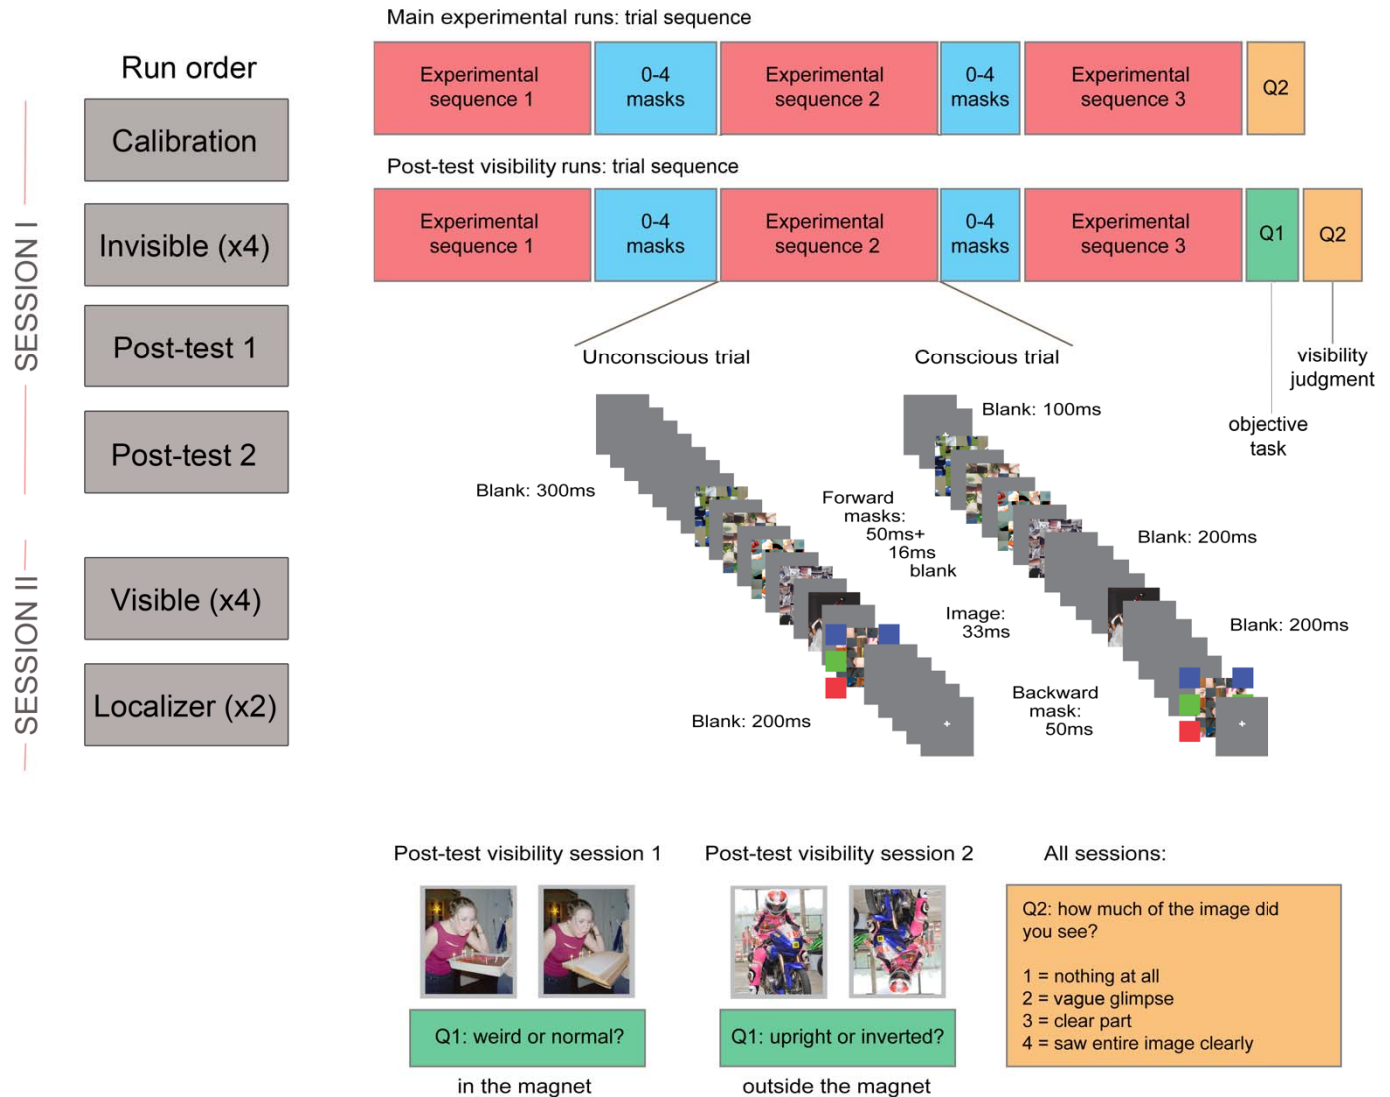 Main experimental runs: trial sequence
Run order
Experimental
sequence 1
0-4
masks
Experimental
sequence 2
0-4
masks
Experimental
sequence 3
Q2
SESSION I
Calibration
Invisible (x4)
Post-test 1
Post-test 2
SESSION II
Visible (x4)
Localizer (x2)
Post-test visibility runs: trial sequence
Experimental
sequence 1
0-4
masks
Experimental
sequence 2
0-4
masks
Experimental
sequence 3
Q1
Q2
objective
task
visibility
judgment
Unconscious trial
Conscious trial
Blank: 300ms
Blank: 100ms
Forward
masks:
50ms+
16ms
blank
Blank: 200ms
Image:
33ms
Blank: 200ms
Blank: 200ms
Backward
mask:
50ms
Post-test visibility session 1
Q1: weird or normal?
in the magnet
Post-test visibility session 2
Q1: upright or inverted?
outside the magnet
All sessions:
Q2: how much of the image did
you see?
1 = nothing at all
2 = vague glimpse
3 = clear part
4 = saw entire image clearly